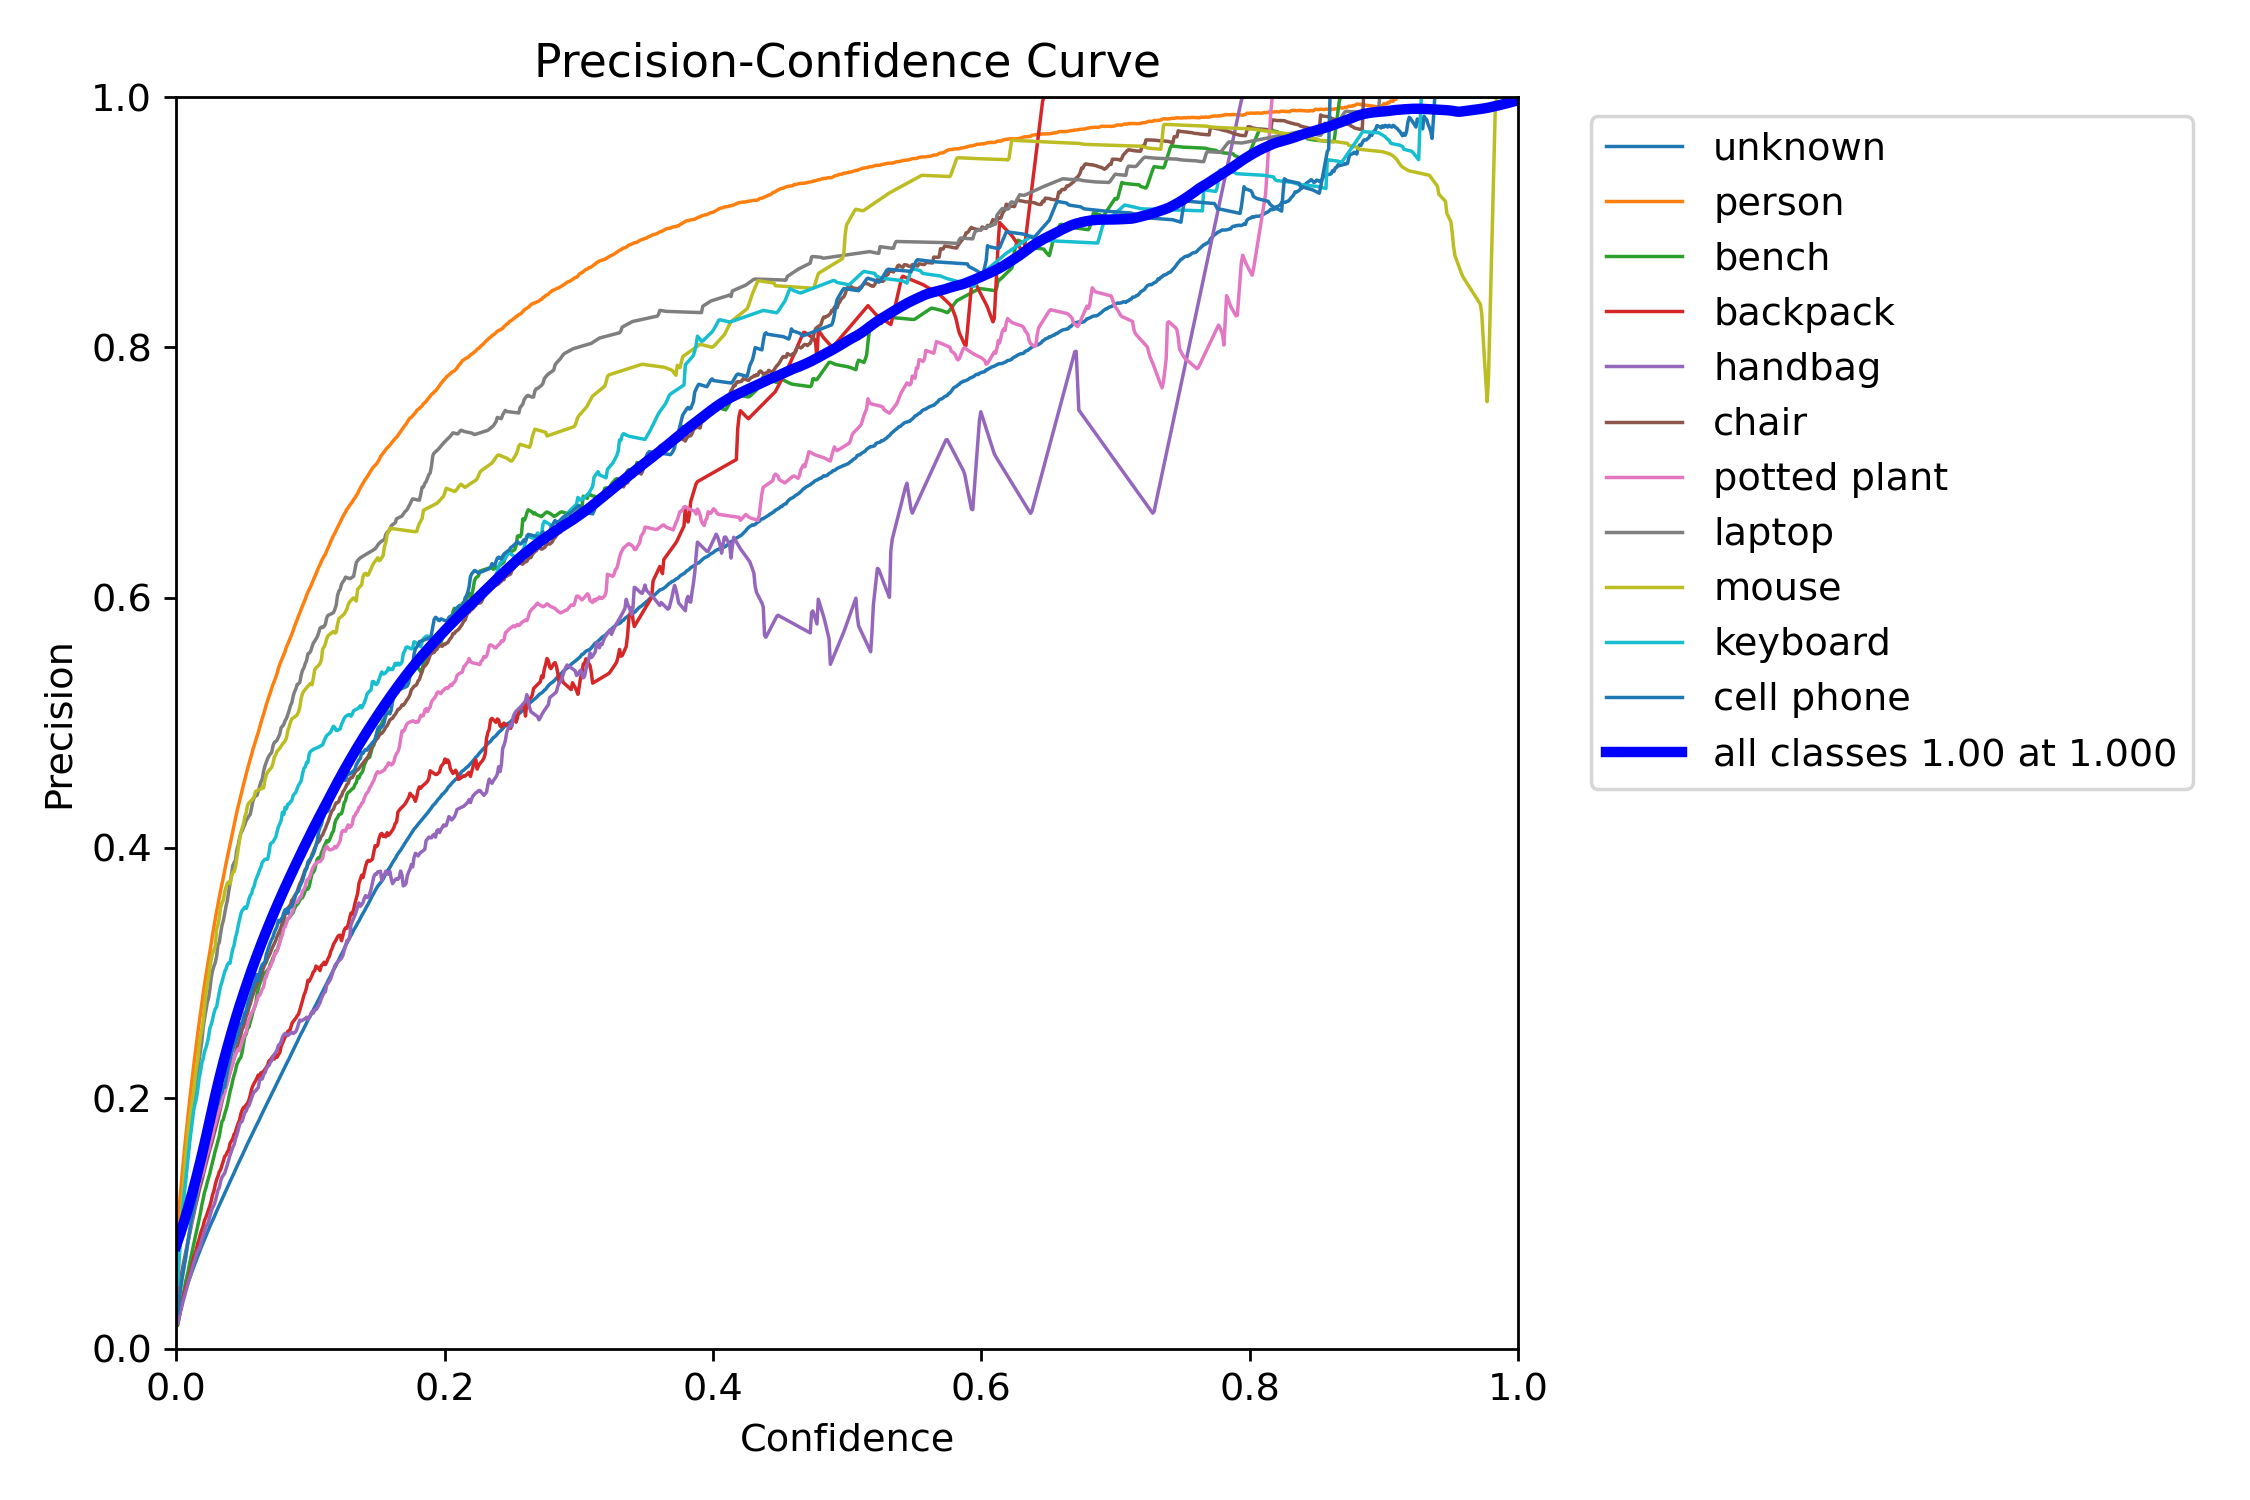 Precision-Confidence Curve
1.0
0.8
0.6
0.4
0.2
0.0
Precision
0.0 0.2 0.4 0.6 0.8 1.0
Confidence
unknown
person
bench
backpack
handbag
chair
potted plant
laptop
mouse
keyboard
cell phone
all classes 1.00 at 1.000